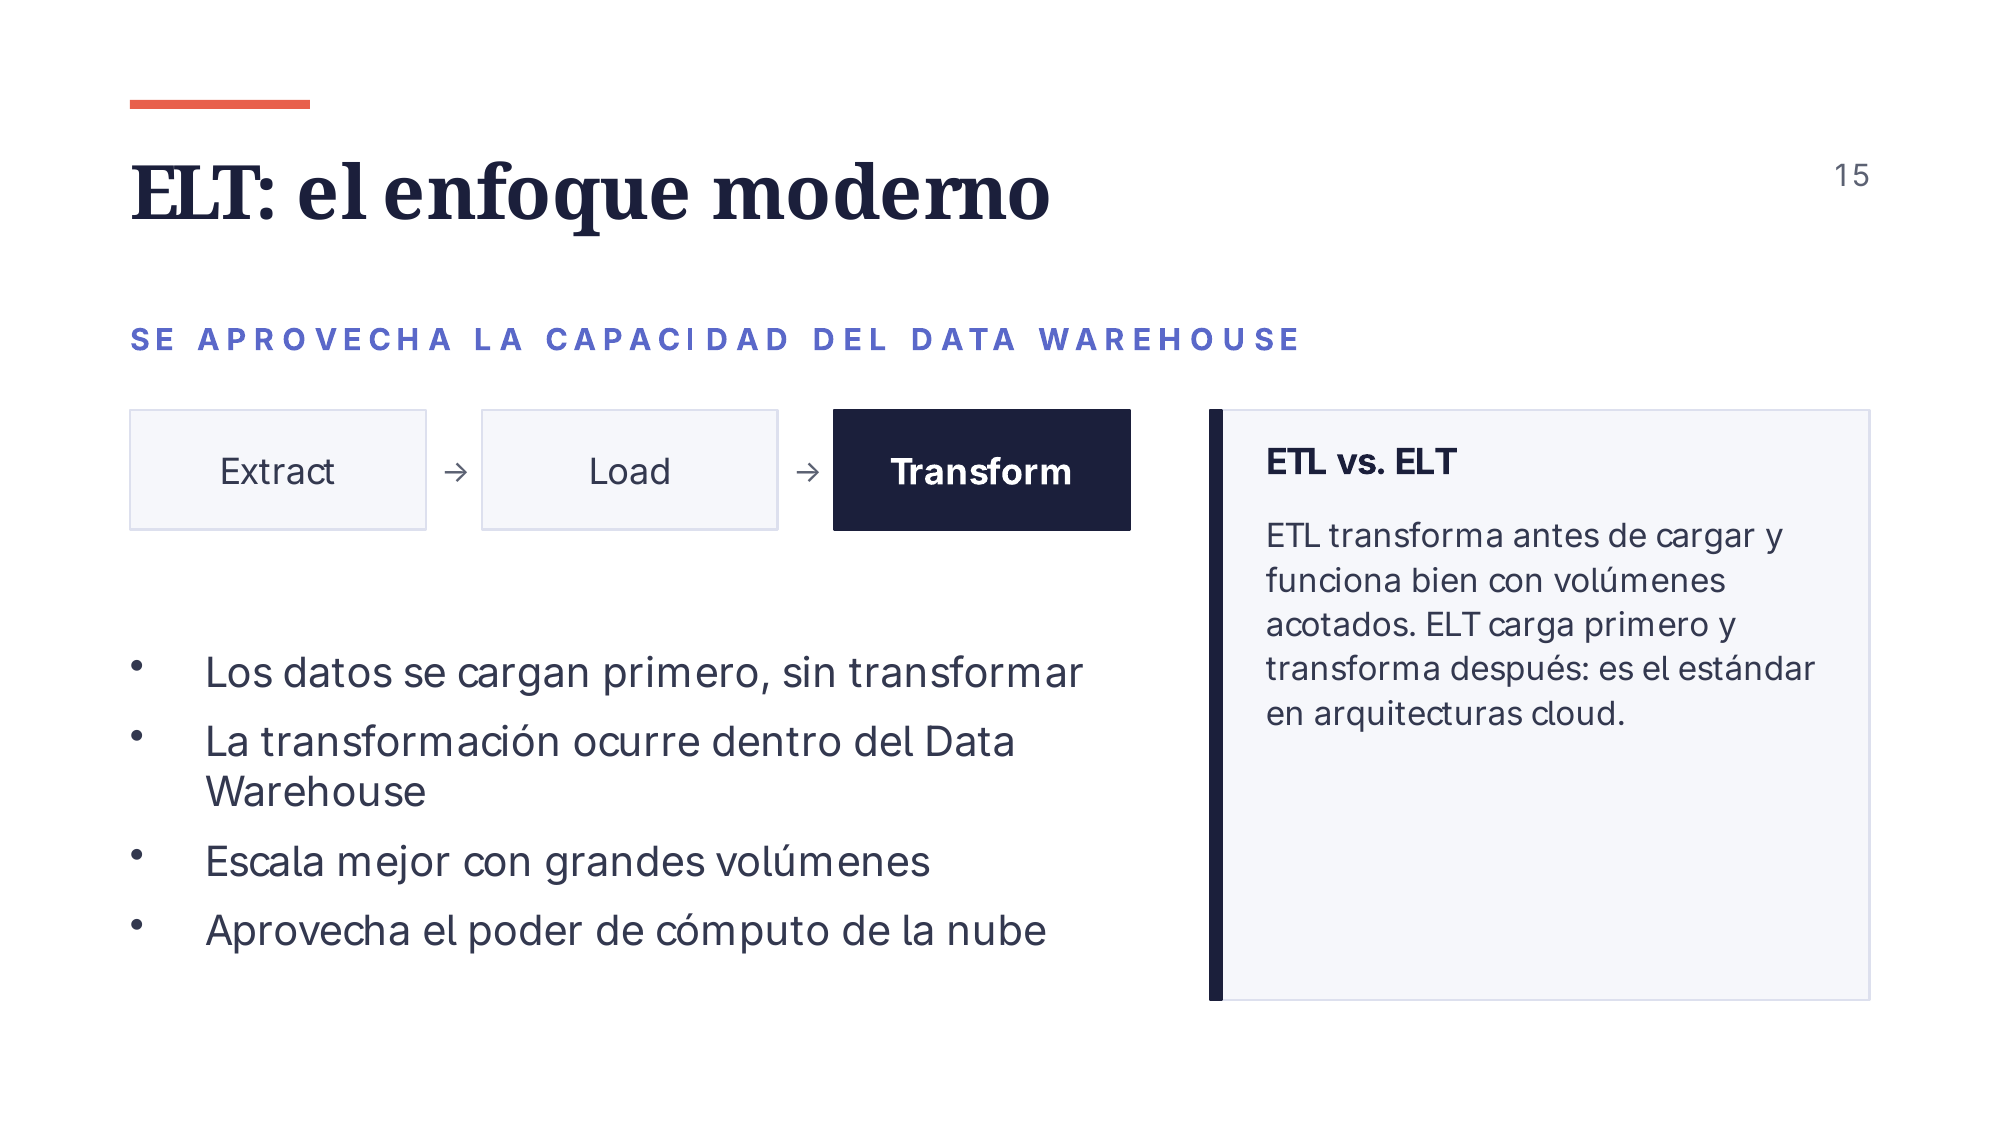 ELT: el enfoque moderno
15
SE APROVECHA LA CAPACIDAD DEL DATA WAREHOUSE
Extract → Load → Transform
• Los datos se cargan primero, sin transformar
• La transformación ocurre dentro del Data
Warehouse
• Escala mejor con grandes volúmenes
• Aprovecha el poder de cómputo de la nube
ETL vs. ELT
ETL transforma antes de cargar y
funciona bien con volúmenes
acotados. ELT carga primero y
transforma después: es el estándar
en arquitecturas cloud.